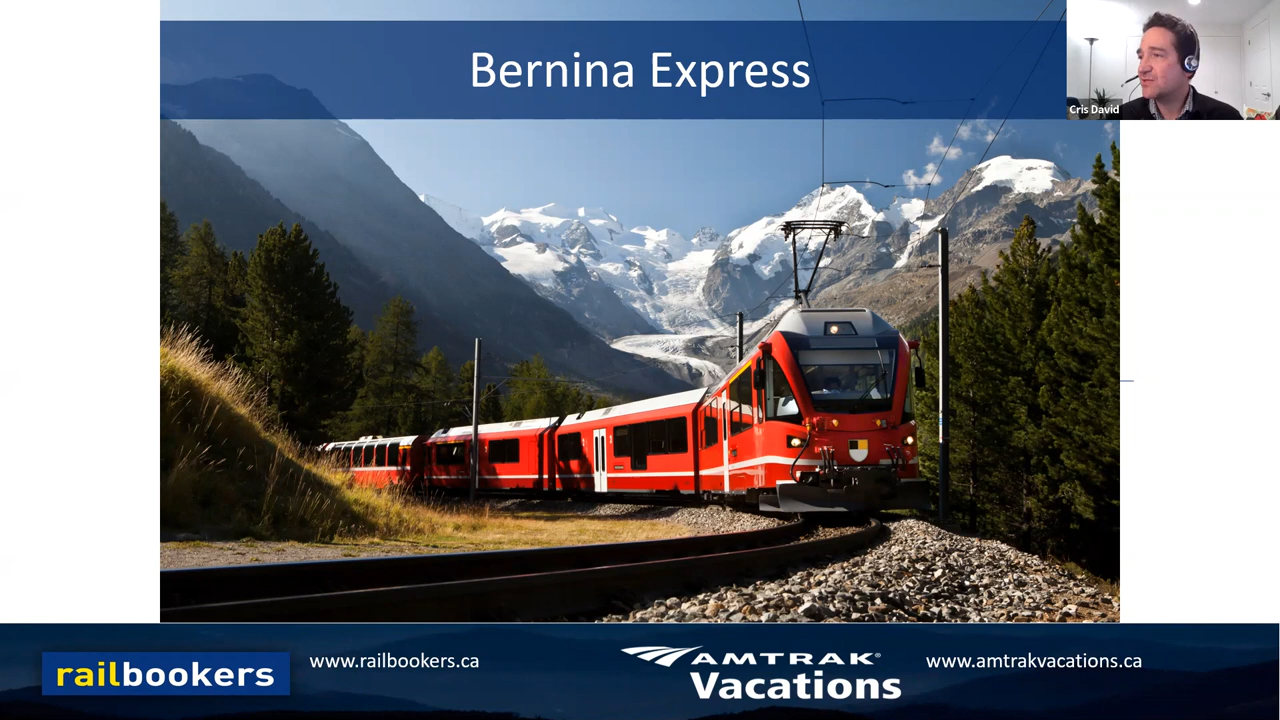 Bernina Express
Cris David
railbookers
www.railbookers.ca
AMTRAK®
Vacations
www.amtrakvacations.ca